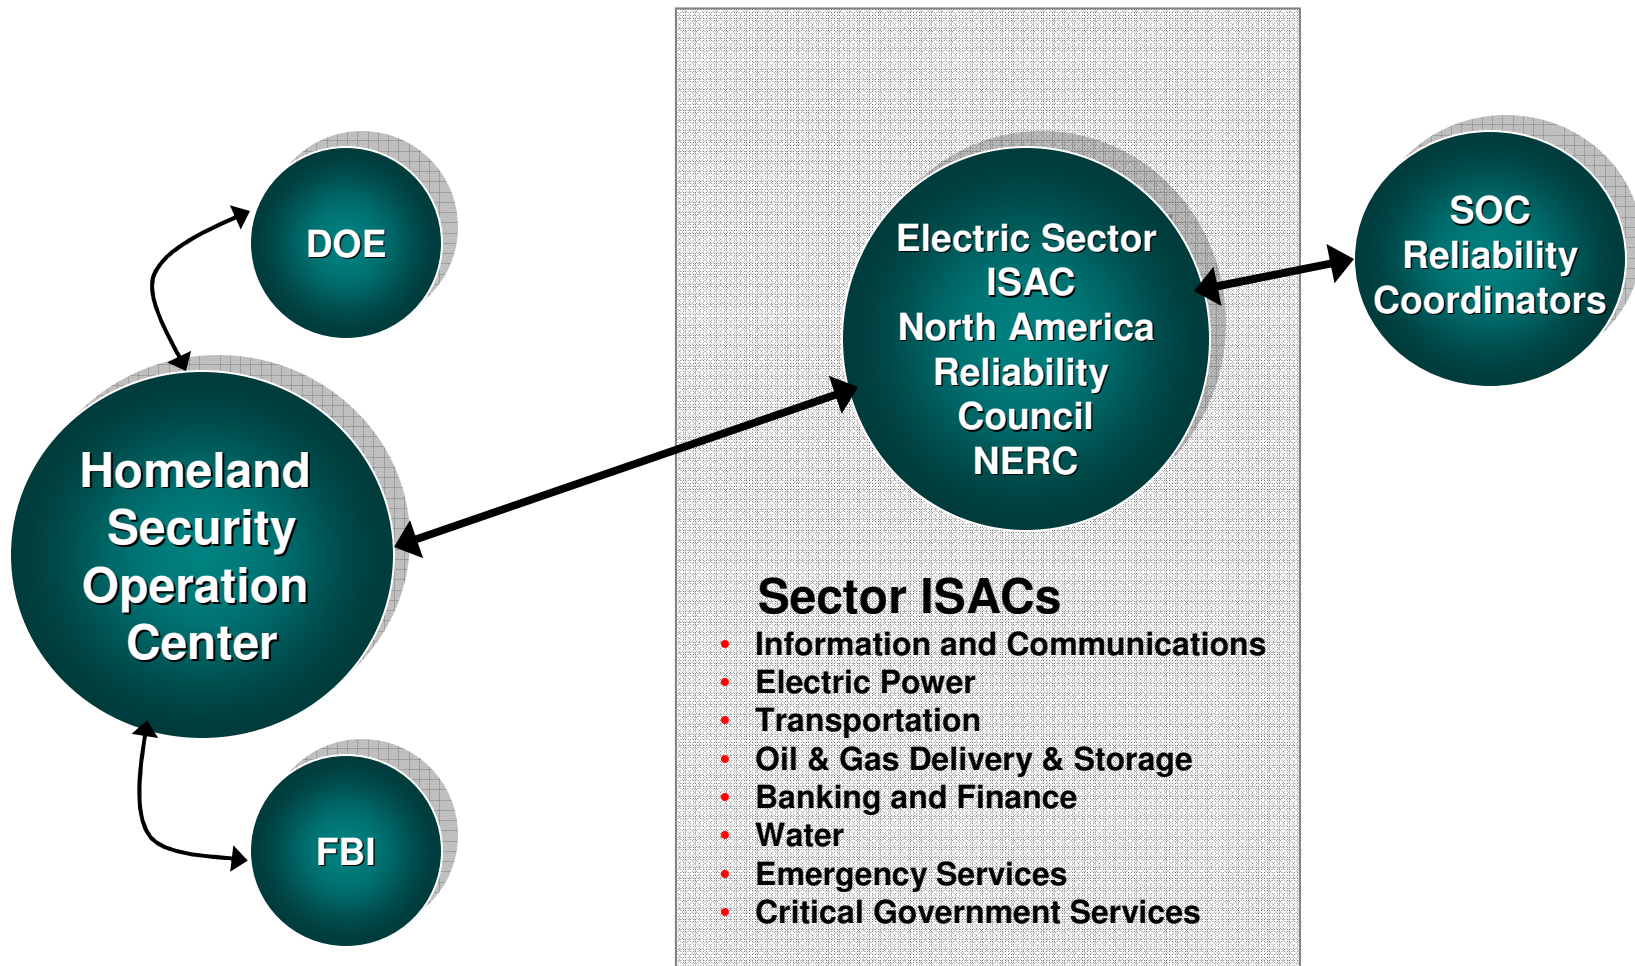 DOE
Homeland
Security
Operation
Center
FBI
Electric Sector
ISAC
North America
Reliability
Council
NERC
SOC
Reliability
Coordinators
Sector ISACs
• Information and Communications
• Electric Power
• Transportation
• Oil & Gas Delivery & Storage
• Banking and Finance
• Water
• Emergency Services
• Critical Government Services